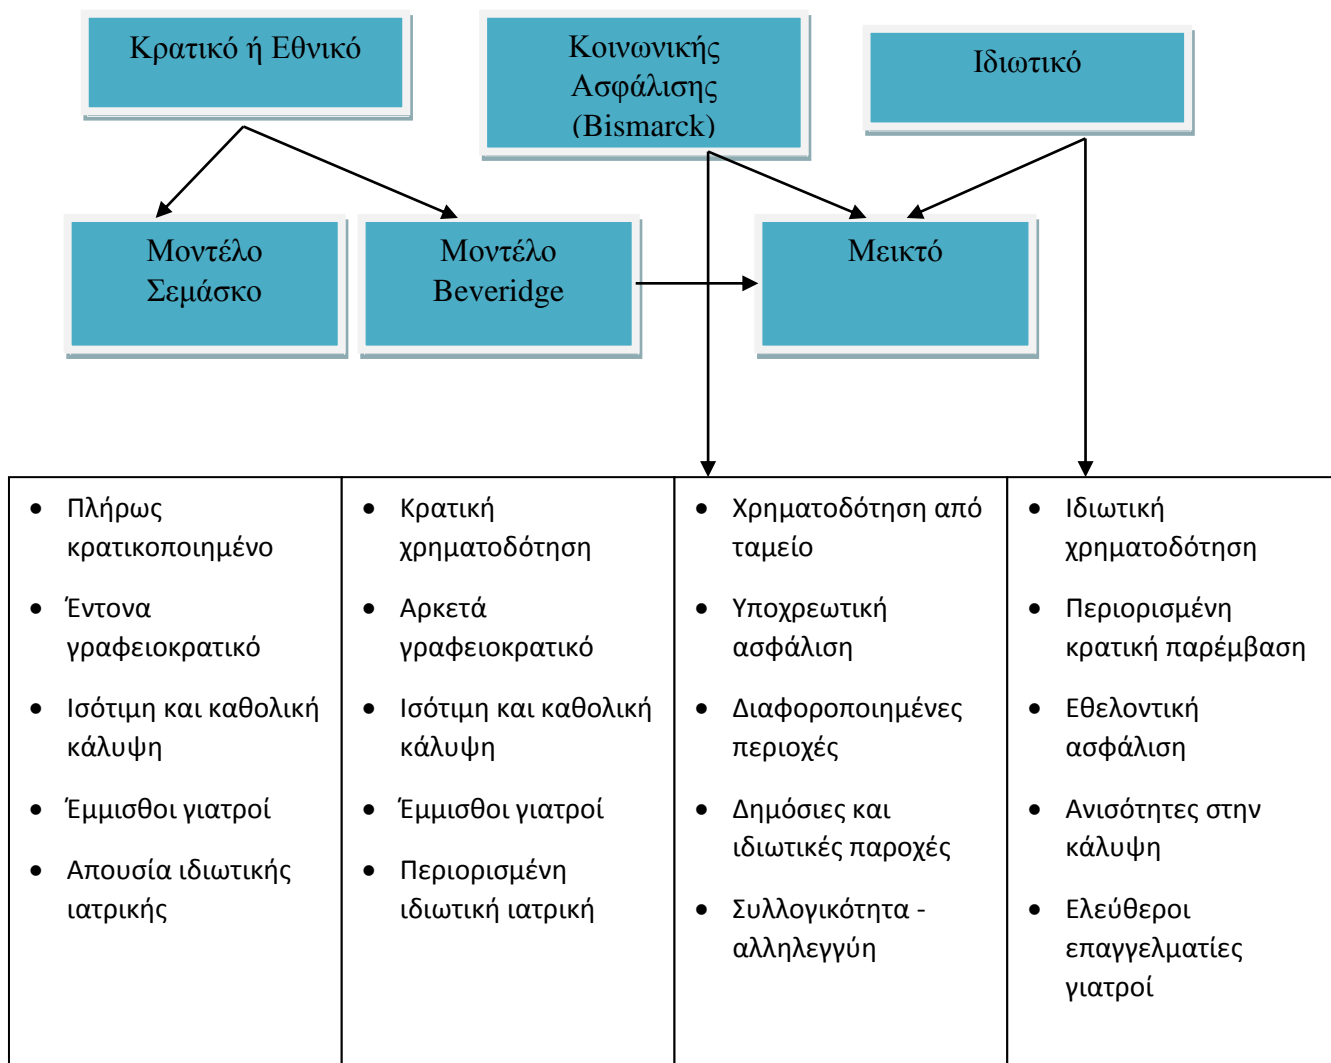 Κρατικό ή Εθνικό
Κοινωνικής
Ασφάλισης
(Bismarck)
Ιδιωτικό
Μοντέλο
Σεμάσκο
Μοντέλο
Beveridge
Μεικτό
• Πλήρως
κρατικοποιημένο
• Έντονα
γραφειοκρατικό
• Ισότιμη και καθολική
κάλυψη
• Έμμισθοι γιατροί
• Απουσία ιδιωτικής
ιατρικής
• Κρατική
χρηματοδότηση
• Αρκετά
γραφειοκρατικό
• Ισότιμη και καθολική
κάλυψη
• Έμμισθοι γιατροί
• Περιορισμένη
ιδιωτική ιατρική
• Χρηματοδότηση από
ταμείο
• Υποχρεωτική
ασφάλιση
• Διαφοροποιημένες
περιοχές
• Δημόσιες και
ιδιωτικές παροχές
• Συλλογικότητα -
αλληλεγγύη
• Ιδιωτική
χρηματοδότηση
• Περιορισμένη
κρατική παρέμβαση
• Εθελοντική
ασφάλιση
• Ανισότητες στην
κάλυψη
• Ελεύθεροι
επαγγελματίες
γιατροί